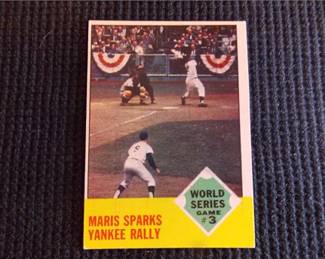 WORLD
SERIES
GAME
#3
MARIS SPARKS
YANKEE RALLY